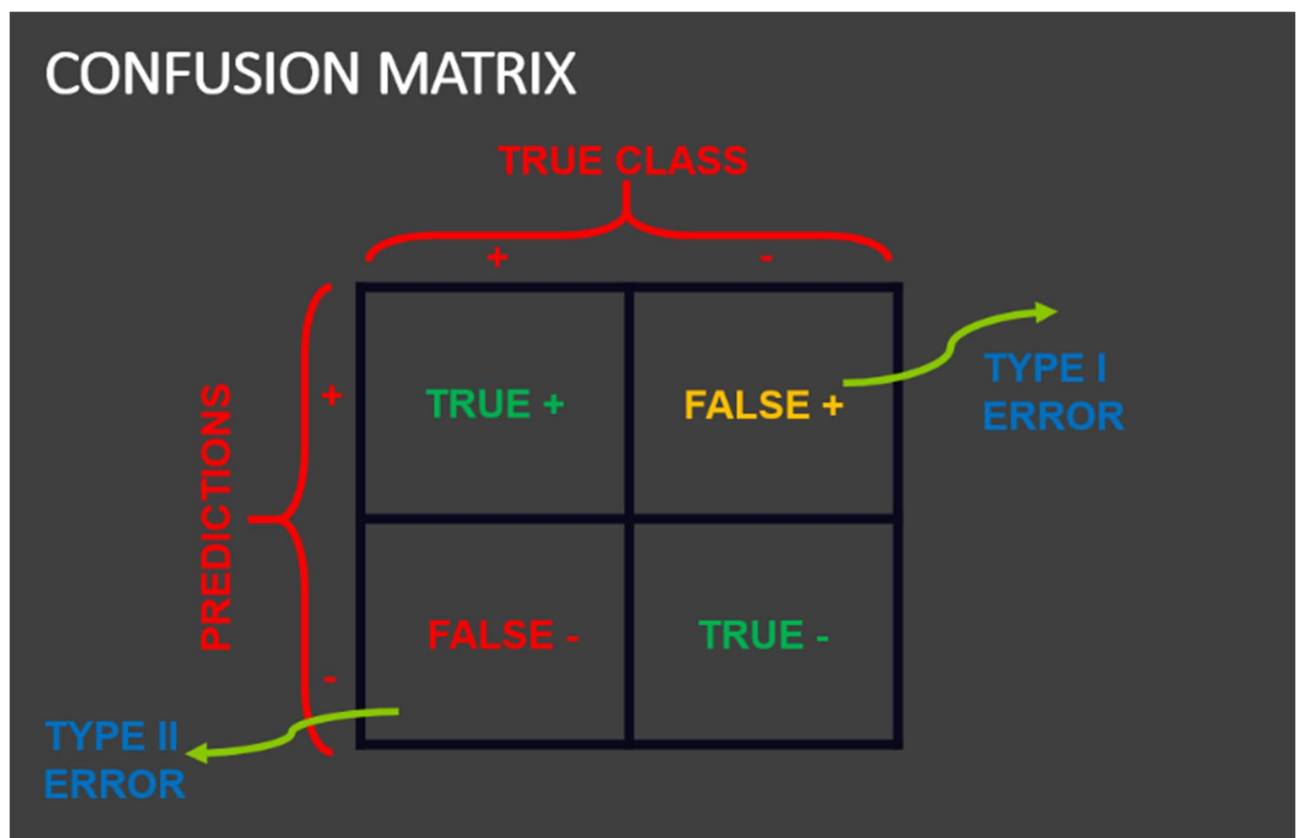 CONFUSION MATRIX
TRUE CLASS
+ -
+
TRUE +
FALSE +
TYPE I
ERROR
PREDICTIONS
-
FALSE -
TRUE -
TYPE II
ERROR